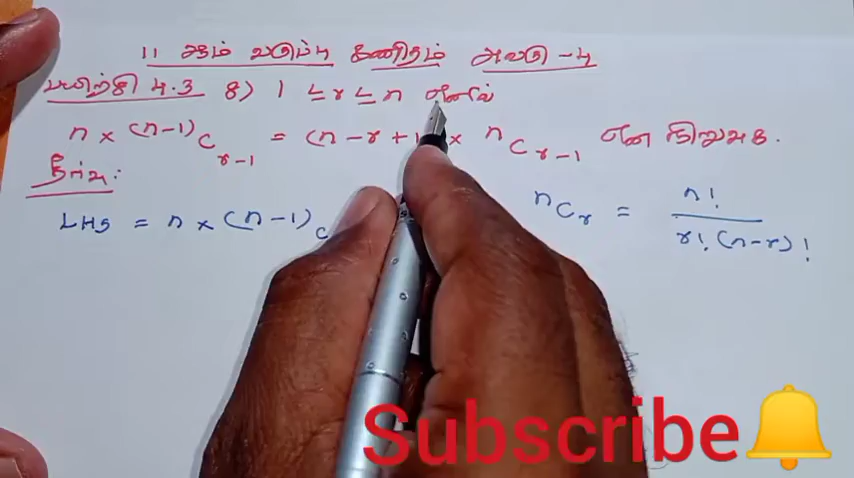 11 ஆம் வகுப்பு கணிதம் அலகு - 4
பயிற்சி 4.3 8) 1 ≤ r ≤ n எனில்
n × (n-1)C r-1 = (n - r + 1) × nC r-1 என நிறுவுக.
தீர்வு:
LHS = n × (n-1)C
nCr = n! / r! (n-r)!
Subscribe